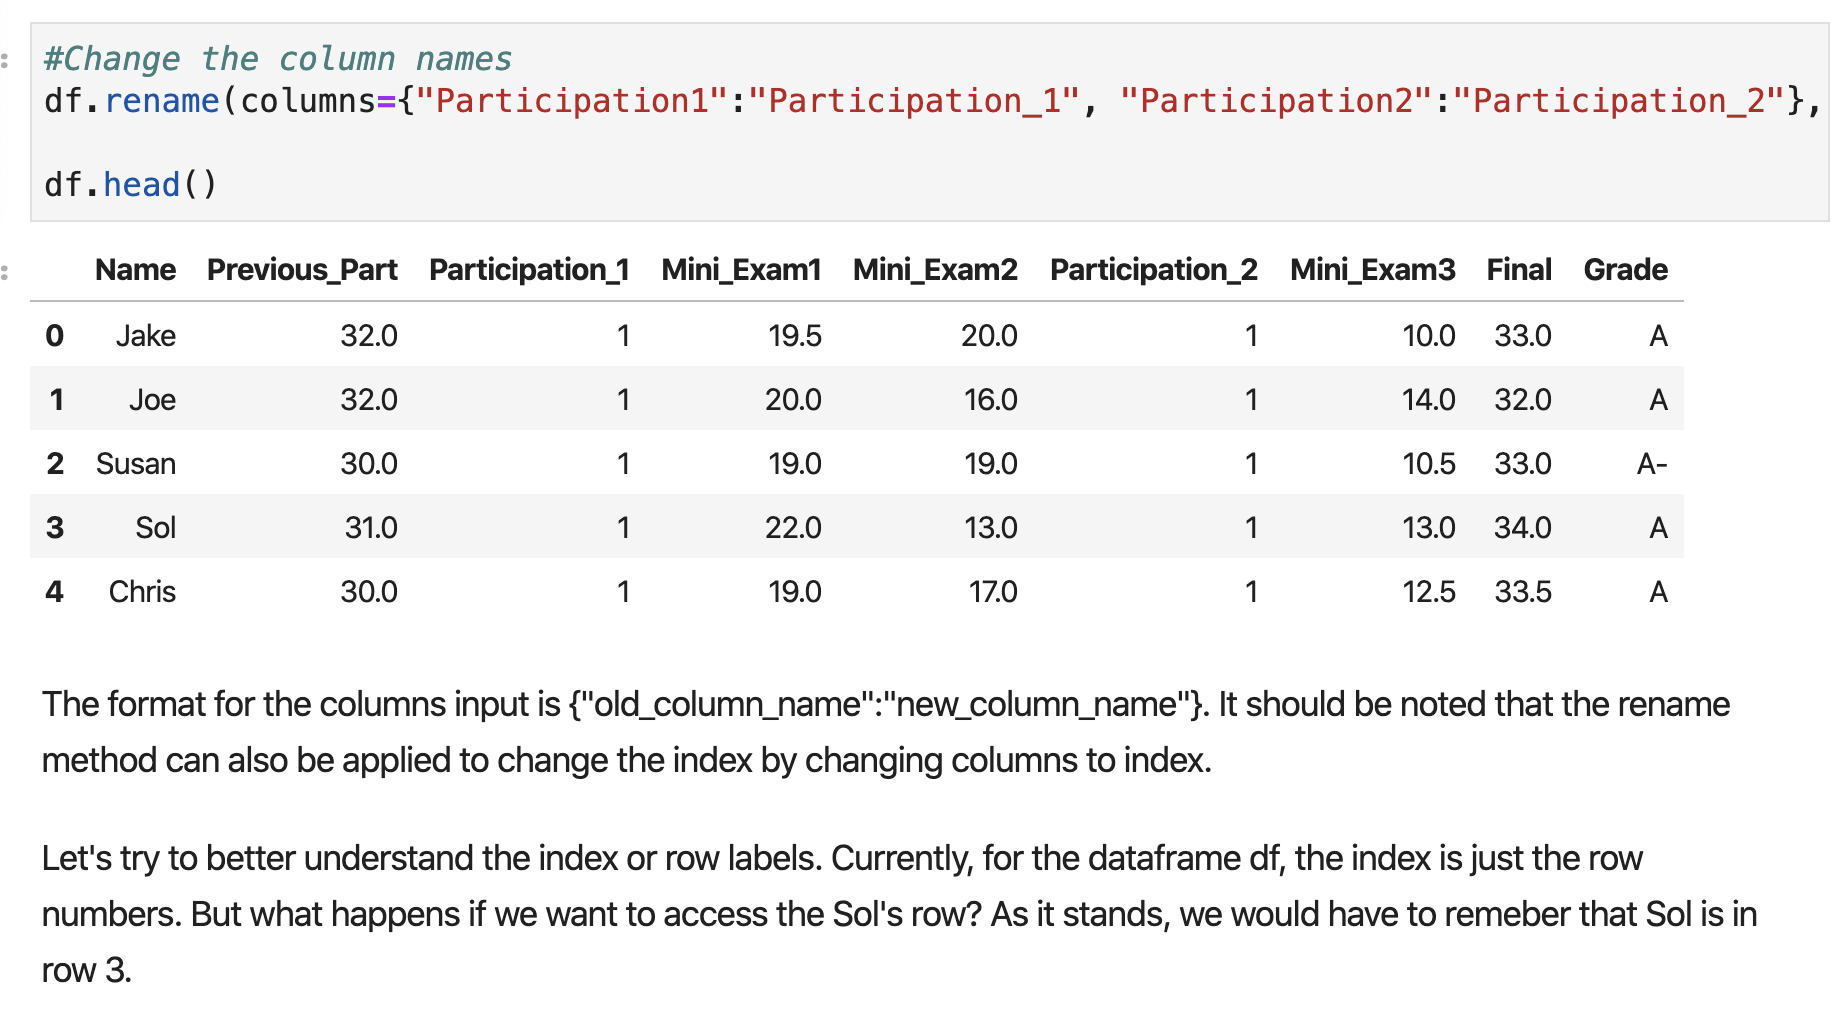 #Change the column names
df.rename(columns={"Participation1":"Participation_1", "Participation2":"Participation_2"},
df.head()
Name Previous_Part Participation_1 Mini_Exam1 Mini_Exam2 Participation_2 Mini_Exam3 Final Grade
0 Jake 32.0 1 19.5 20.0 1 10.0 33.0 A
1 Joe 32.0 1 20.0 16.0 1 14.0 32.0 A
2 Susan 30.0 1 19.0 19.0 1 10.5 33.0 A-
3 Sol 31.0 1 22.0 13.0 1 13.0 34.0 A
4 Chris 30.0 1 19.0 17.0 1 12.5 33.5 A
The format for the columns input is {"old_column_name":"new_column_name"}. It should be noted that the rename
method can also be applied to change the index by changing columns to index.
Let's try to better understand the index or row labels. Currently, for the dataframe df, the index is just the row
numbers. But what happens if we want to access the Sol's row? As it stands, we would have to remeber that Sol is in
row 3.